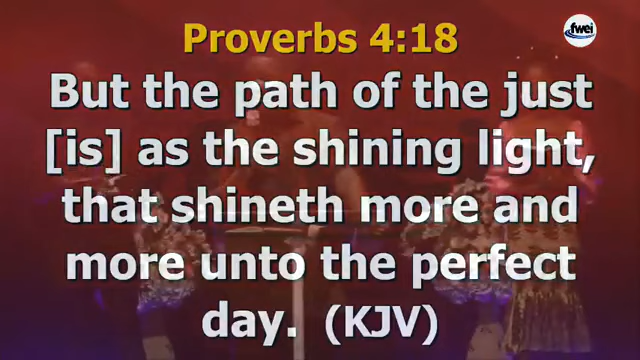 fwei
Proverbs 4:18
But the path of the just
[is] as the shining light,
that shineth more and
more unto the perfect
day. (KJV)